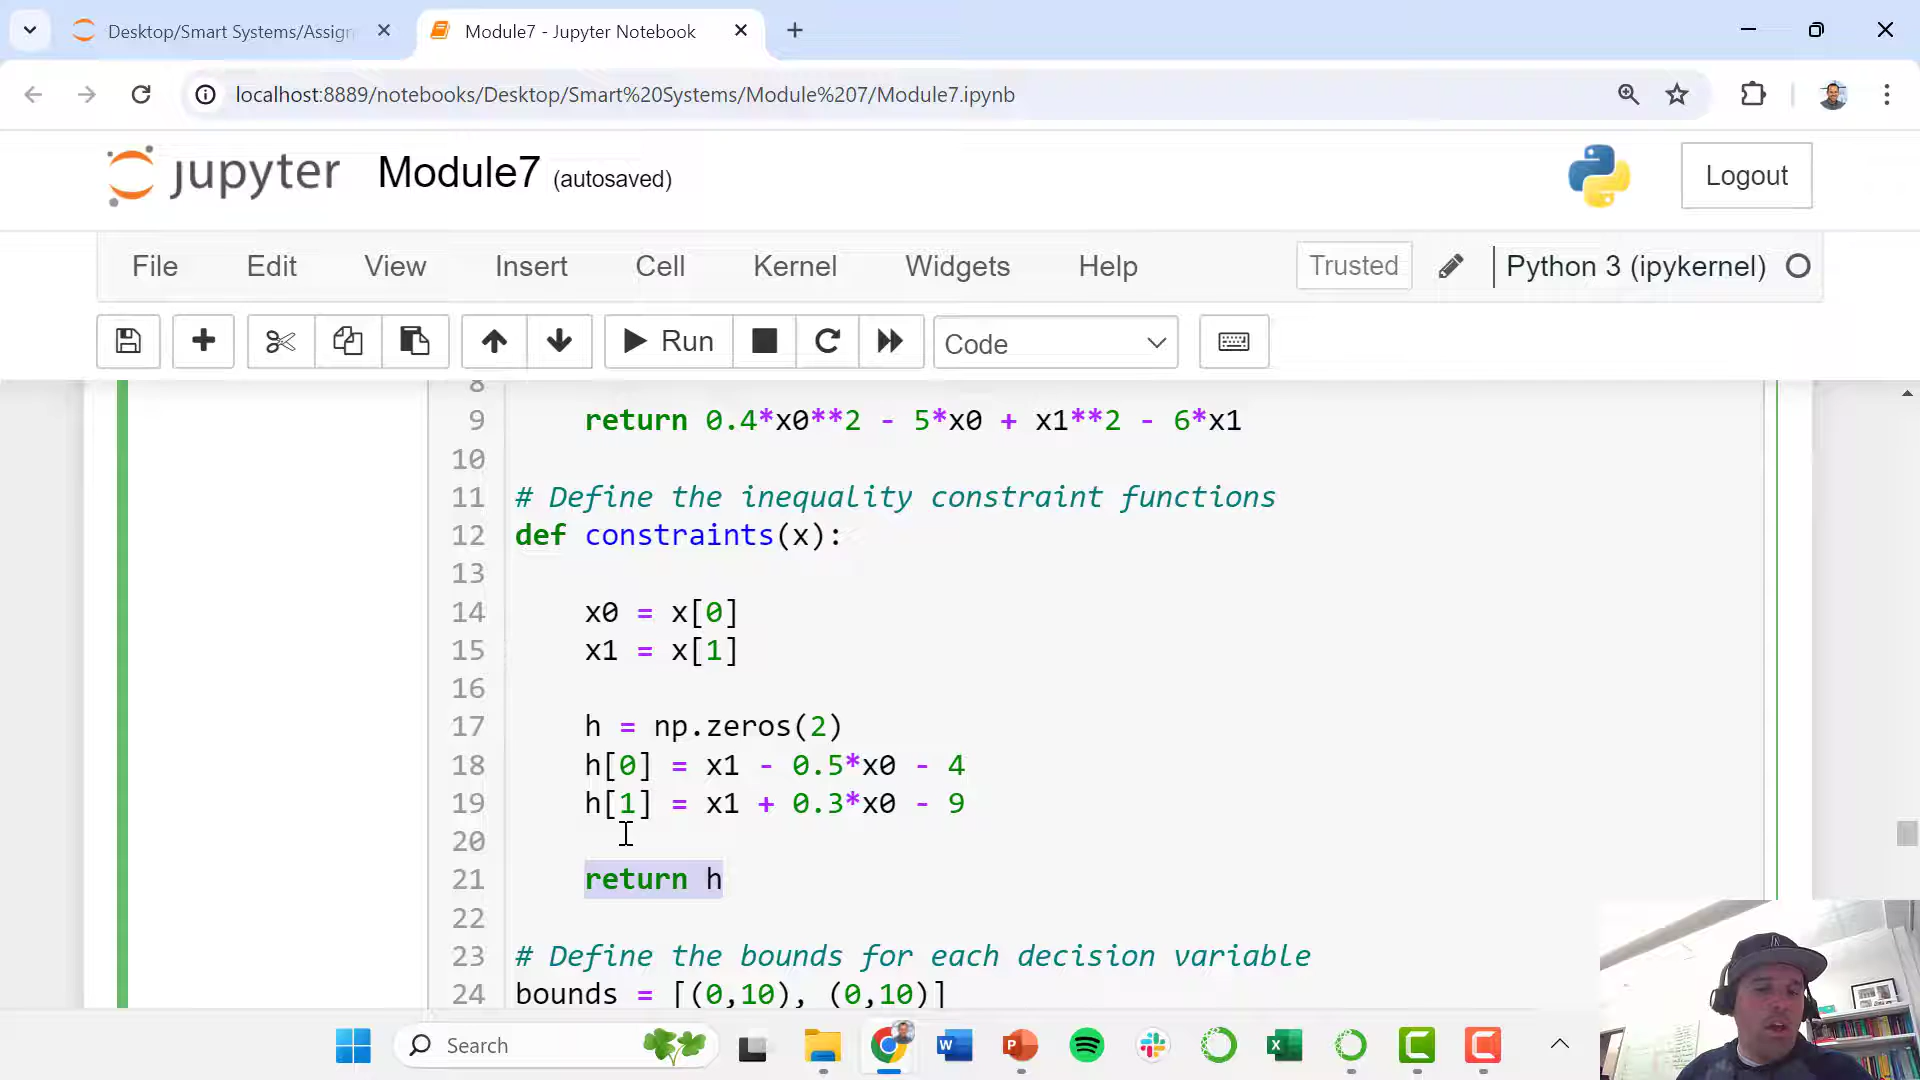 Desktop/Smart Systems/Assign
Module7 - Jupyter Notebook
localhost:8889/notebooks/Desktop/Smart%20Systems/Module%207/Module7.ipynb
jupyter Module7 (autosaved)
Logout
File Edit View Insert Cell Kernel Widgets Help Trusted Python 3 (ipykernel)
Run Code
8
9 return 0.4*x0**2 - 5*x0 + x1**2 - 6*x1
10
11 # Define the inequality constraint functions
12 def constraints(x):
13
14 x0 = x[0]
15 x1 = x[1]
16
17 h = np.zeros(2)
18 h[0] = x1 - 0.5*x0 - 4
19 h[1] = x1 + 0.3*x0 - 9
20
21 return h
22
23 # Define the bounds for each decision variable
24 bounds = [(0,10), (0,10)]
Search